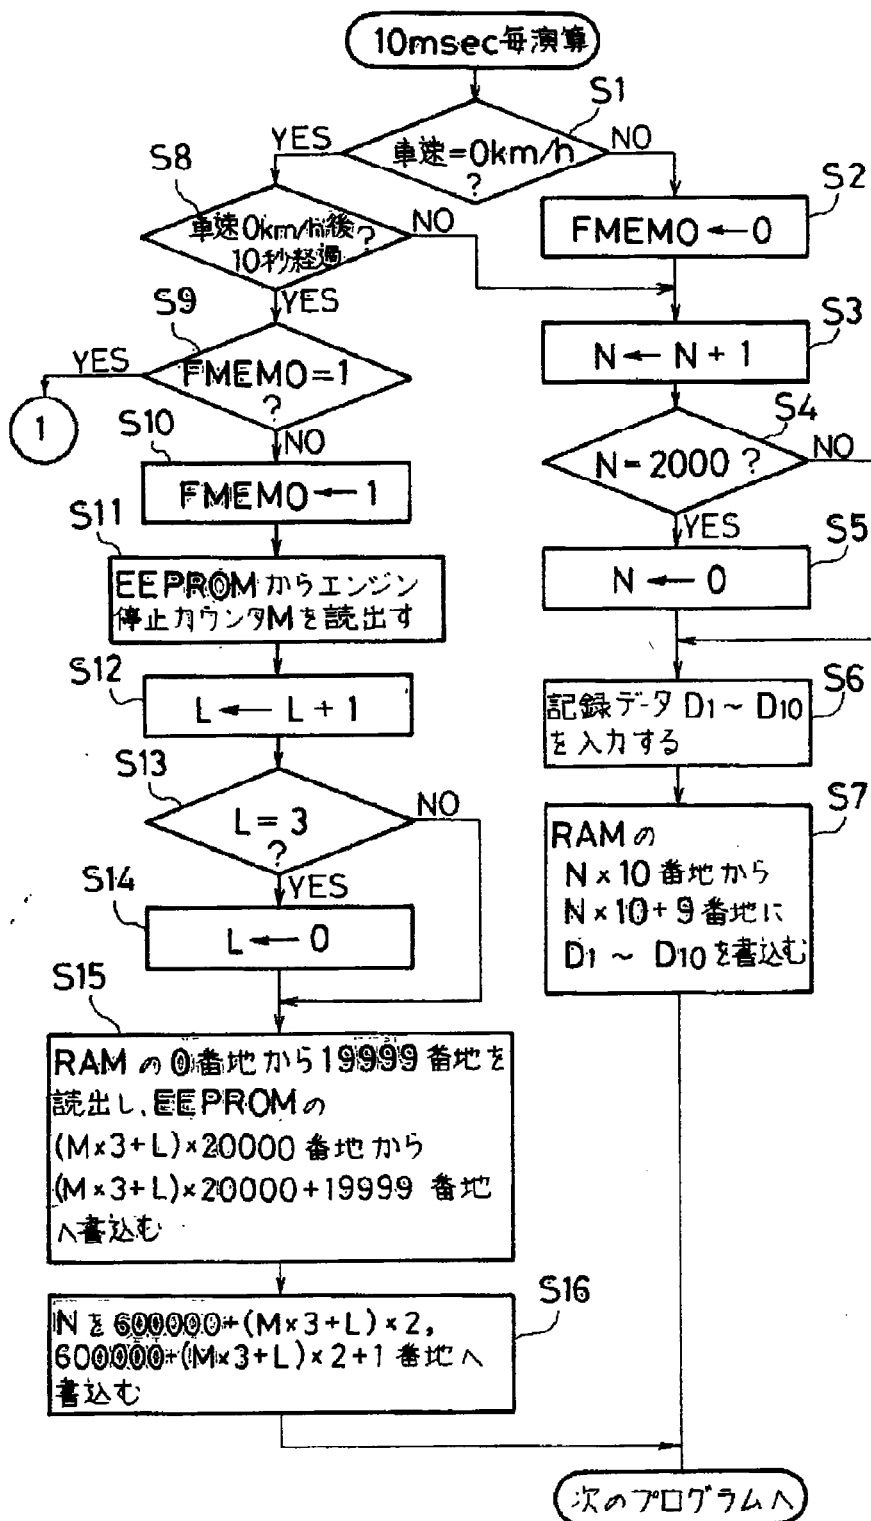 10msec毎演算
S1
車速=0km/h
?
YES
NO
S8
車速0km/h後
10秒経過?
NO
YES
S2
FMEMO←0
S9
FMEMO=1
?
YES
NO
1
S3
N←N+1
S4
N=2000?
NO
YES
S10
FMEMO←1
S5
N←0
S11
EEPROMからエンジン
停止カウンタMを読出す
S12
L←L+1
S6
記録データ D1~D10
を入力する
S13
L=3
?
NO
YES
S7
RAMの
N×10番地から
N×10+9番地に
D1~D10を書込む
S14
L←0
S15
RAMの0番地から19999番地を
読出し、EEPROMの
(M×3+L)×20000番地から
(M×3+L)×20000+19999番地
へ書込む
S16
Nを600000+(M×3+L)×2,
600000+(M×3+L)×2+1番地へ
書込む
次のプログラムへ